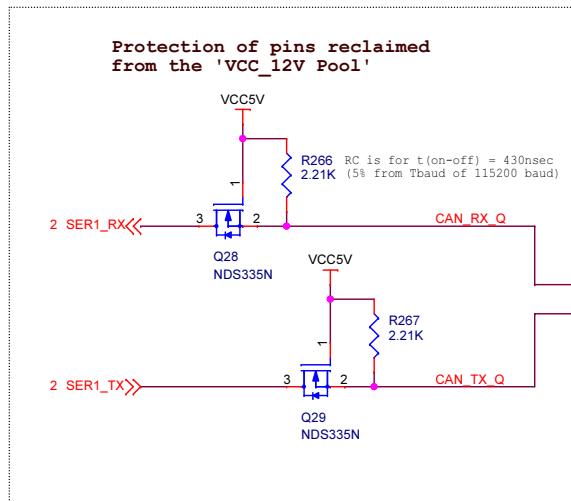 Protection of pins reclaimed
from the 'VCC_12V Pool'
VCC5V
R266
2.21K
RC is for t(on-off) = 430nsec
(5% from Tbaud of 115200 baud)
1
2 SER1_RX
3
2
CAN_RX_Q
Q28
NDS335N
VCC5V
R267
2.21K
1
2 SER1_TX
3
2
CAN_TX_Q
Q29
NDS335N